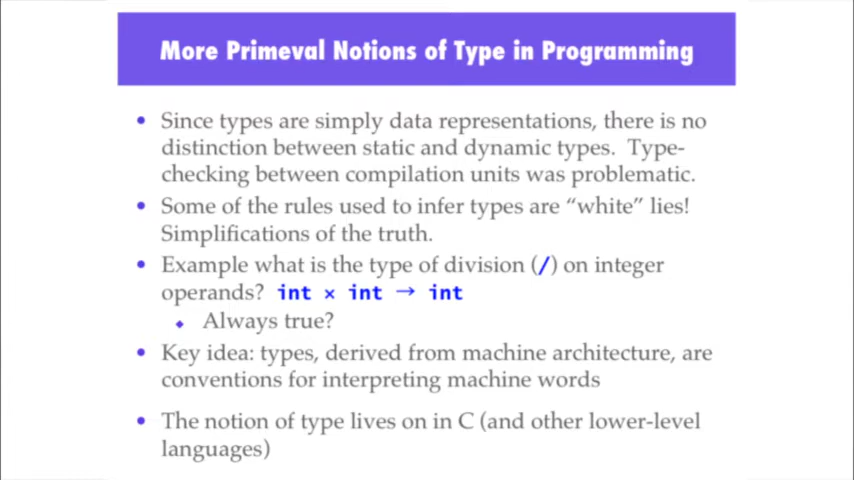 More Primeval Notions of Type in Programming
• Since types are simply data representations, there is no
distinction between static and dynamic types. Type-
checking between compilation units was problematic.
• Some of the rules used to infer types are “white” lies!
Simplifications of the truth.
• Example what is the type of division (/) on integer
operands? int × int → int
◆ Always true?
• Key idea: types, derived from machine architecture, are
conventions for interpreting machine words
• The notion of type lives on in C (and other lower-level
languages)